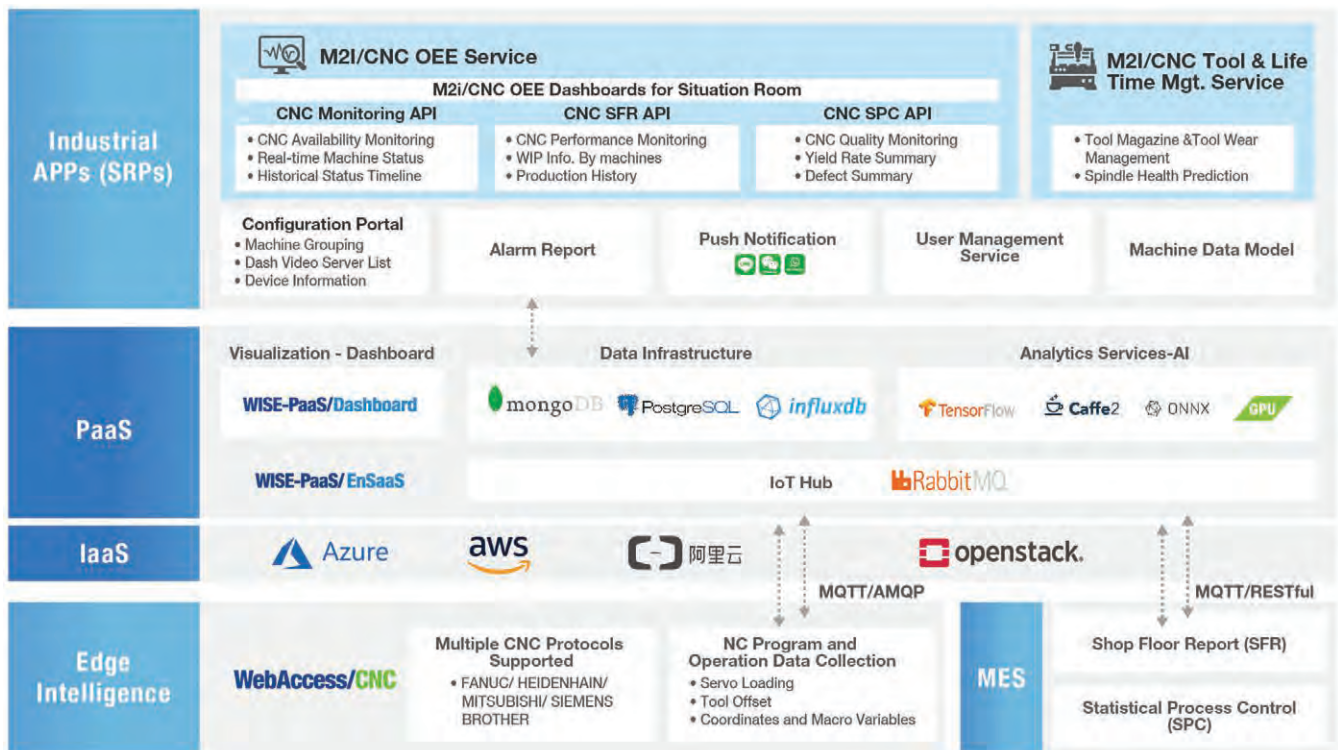 Industrial
APPs (SRPs)
M2I/CNC OEE Service
M2i/CNC OEE Dashboards for Situation Room
CNC Monitoring API
• CNC Availability Monitoring
• Real-time Machine Status
• Historical Status Timeline
CNC SFR API
• CNC Performance Monitoring
• WIP Info. By machines
• Production History
CNC SPC API
• CNC Quality Monitoring
• Yield Rate Summary
• Defect Summary
M2I/CNC Tool & Life
Time Mgt. Service
• Tool Magazine &Tool Wear
Management
• Spindle Health Prediction
Configuration Portal
• Machine Grouping
• Dash Video Server List
• Device Information
Alarm Report
Push Notification
User Management
Service
Machine Data Model
PaaS
Visualization - Dashboard
WISE-PaaS/Dashboard
WISE-PaaS/EnSaaS
Data Infrastructure
mongoDB
PostgreSQL
influxdb
Analytics Services-AI
TensorFlow
Caffe2
ONNX
GPU
IoT Hub
RabbitMQ
IaaS
Azure
aws
阿里云
openstack.
MQTT/AMQP
MQTT/RESTful
Edge
Intelligence
WebAccess/CNC
Multiple CNC Protocols
Supported
• FANUC/ HEIDENHAIN/
MITSUBISHI/ SIEMENS
BROTHER
NC Program and
Operation Data Collection
• Servo Loading
• Tool Offset
• Coordinates and Macro Variables
MES
Shop Floor Report (SFR)
Statistical Process Control
(SPC)